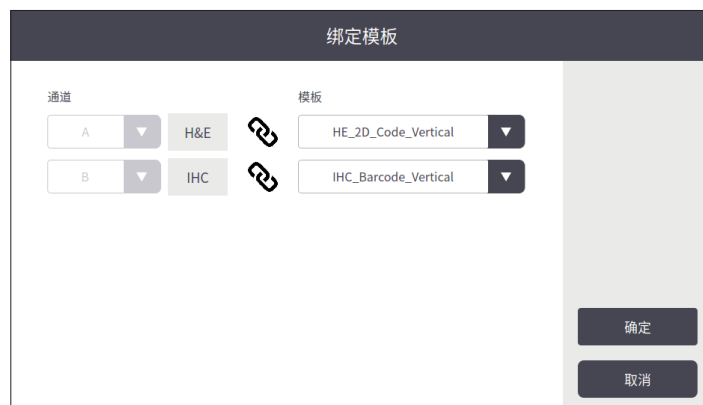 绑定模板
通道 模板
A H&E HE_2D_Code_Vertical
B IHC IHC_Barcode_Vertical
确定
取消